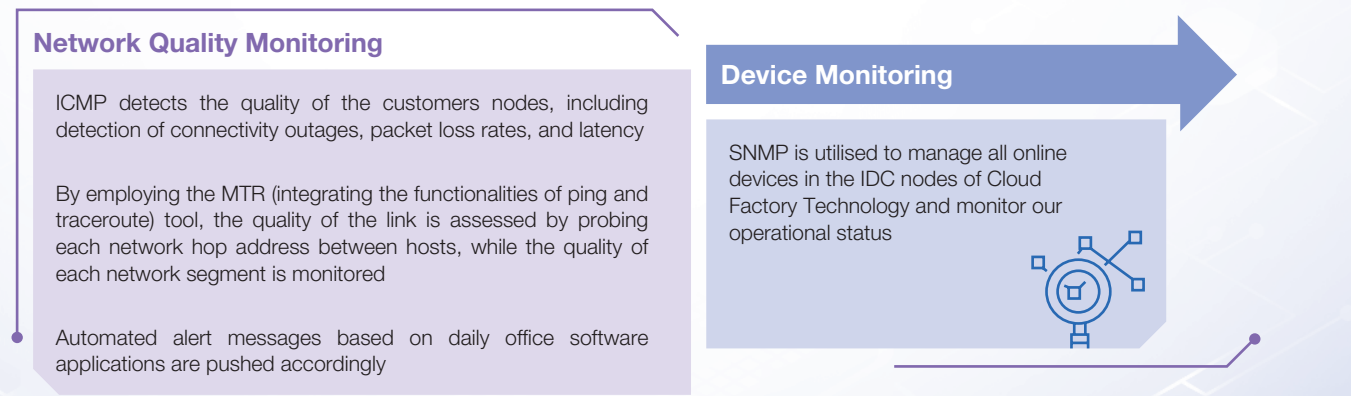 Network Quality Monitoring
ICMP detects the quality of the customers nodes, including
detection of connectivity outages, packet loss rates, and latency
By employing the MTR (integrating the functionalities of ping and
traceroute) tool, the quality of the link is assessed by probing
each network hop address between hosts, while the quality of
each network segment is monitored
Automated alert messages based on daily office software
applications are pushed accordingly
Device Monitoring
SNMP is utilised to manage all online
devices in the IDC nodes of Cloud
Factory Technology and monitor our
operational status